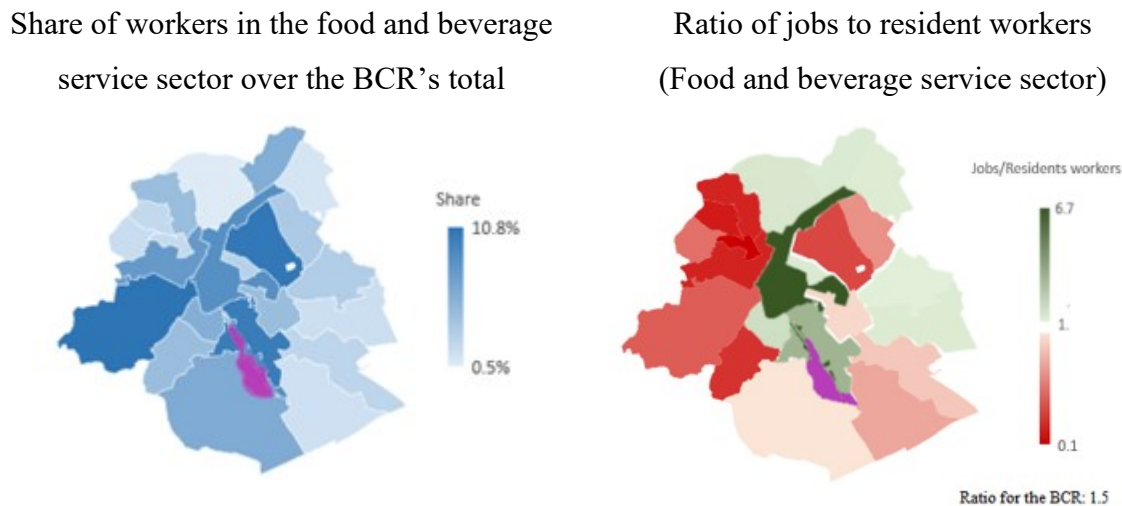 Share of workers in the food and beverage
service sector over the BCR's total
Share
10.8%
0.5%
Ratio of jobs to resident workers
(Food and beverage service sector)
Jobs/Residents workers
6.7
1.
0.1
Ratio for the BCR: 1.5